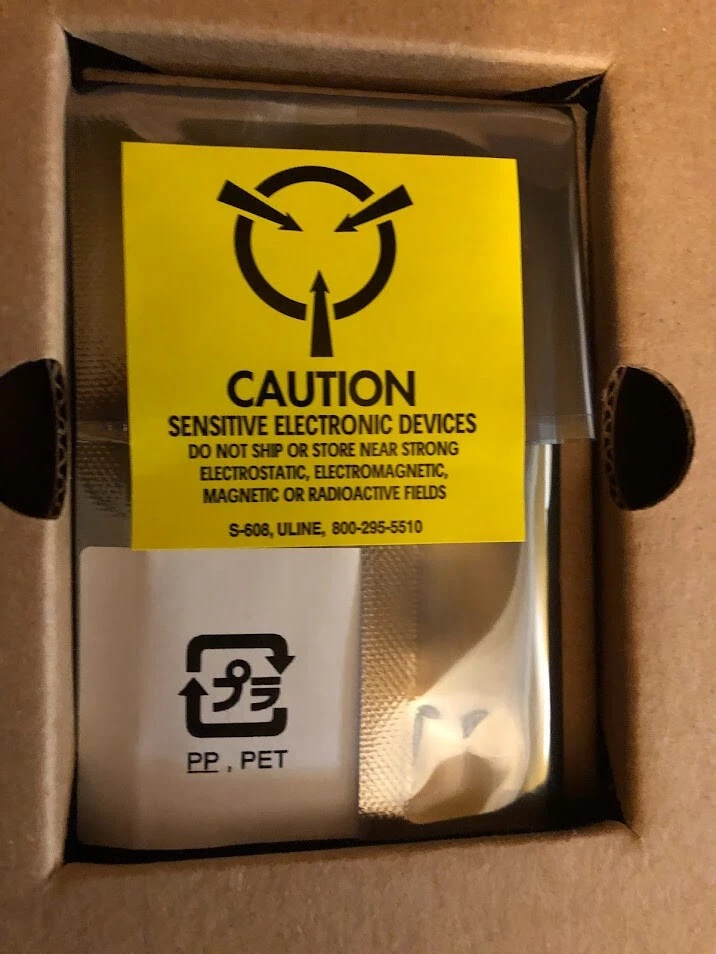 CAUTION
SENSITIVE ELECTRONIC DEVICES
DO NOT SHIP OR STORE NEAR STRONG
ELECTROSTATIC, ELECTROMAGNETIC,
MAGNETIC OR RADIOACTIVE FIELDS
S-608, ULINE, 800-295-5510
プラ
PP , PET